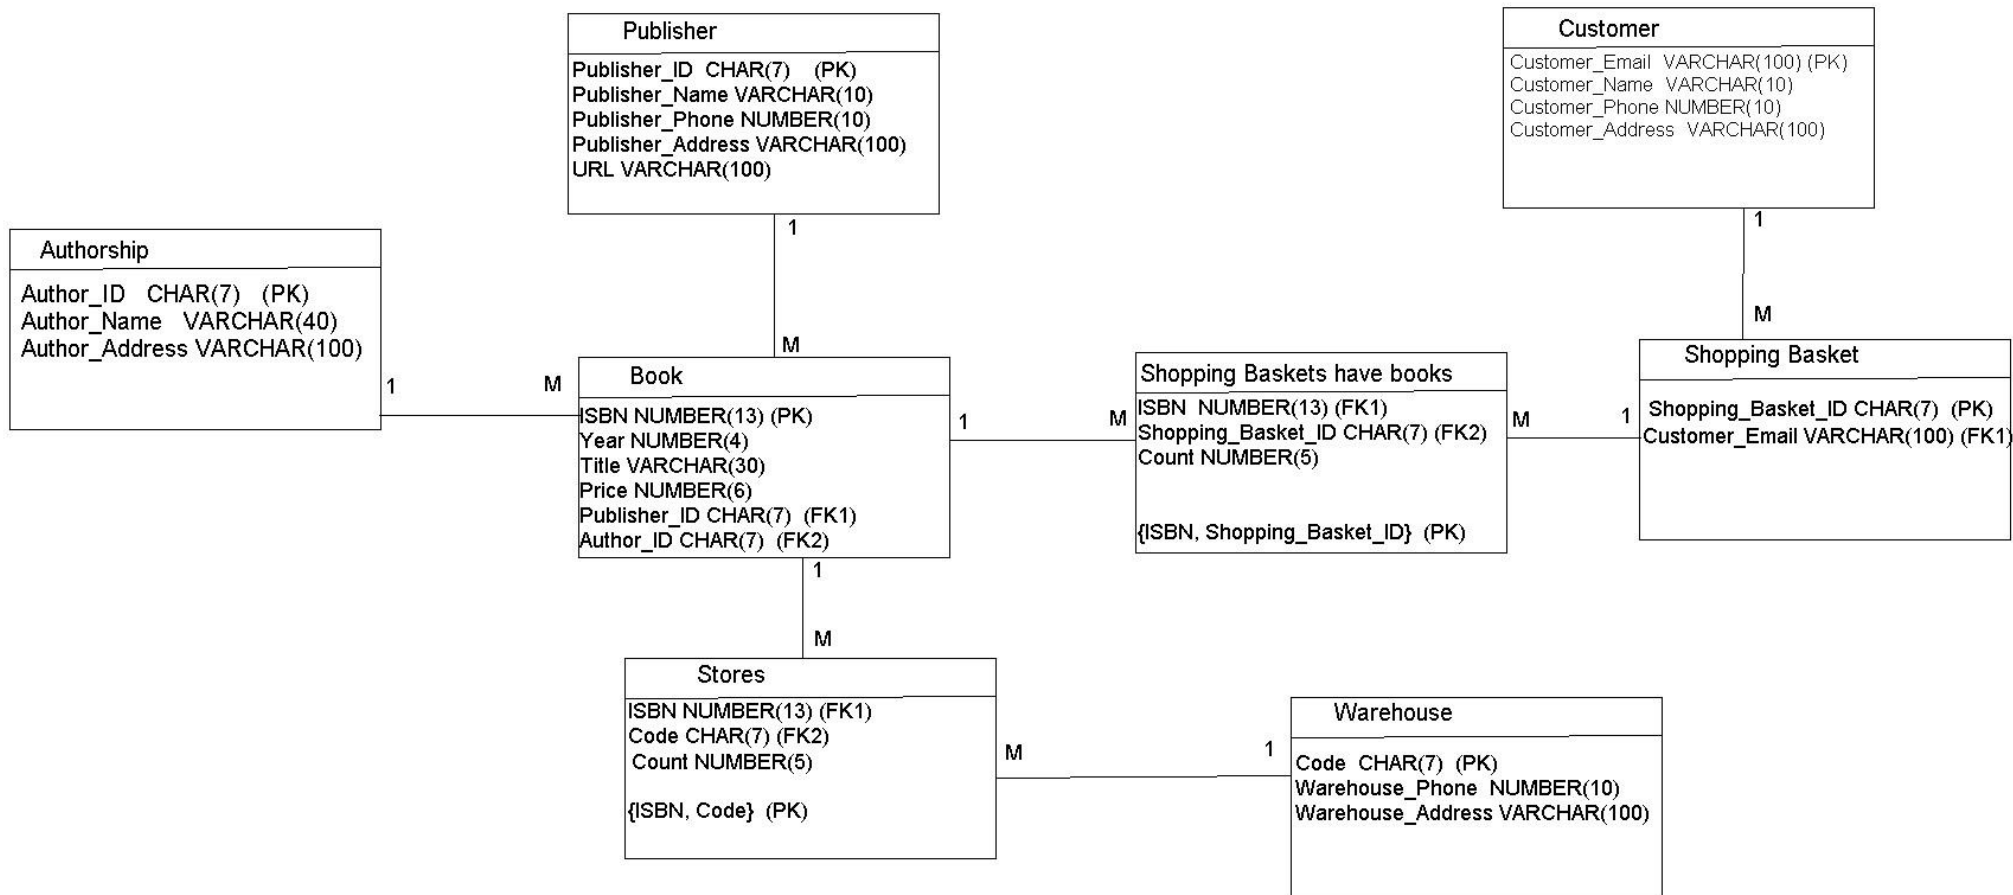 Publisher
Publisher_ID CHAR(7) (PK)
Publisher_Name VARCHAR(10)
Publisher_Phone NUMBER(10)
Publisher_Address VARCHAR(100)
URL VARCHAR(100)
1
M
Customer
Customer_Email VARCHAR(100) (PK)
Customer_Name VARCHAR(10)
Customer_Phone NUMBER(10)
Customer_Address VARCHAR(100)
1
M
Authorship
Author_ID CHAR(7) (PK)
Author_Name VARCHAR(40)
Author_Address VARCHAR(100)
1
M
Book
ISBN NUMBER(13) (PK)
Year NUMBER(4)
Title VARCHAR(30)
Price NUMBER(6)
Publisher_ID CHAR(7) (FK1)
Author_ID CHAR(7) (FK2)
1
M
Shopping Baskets have books
ISBN NUMBER(13) (FK1)
Shopping_Basket_ID CHAR(7) (FK2)
Count NUMBER(5)
{ISBN, Shopping_Basket_ID} (PK)
M
1
Shopping Basket
Shopping_Basket_ID CHAR(7) (PK)
Customer_Email VARCHAR(100) (FK1)
1
M
Stores
ISBN NUMBER(13) (FK1)
Code CHAR(7) (FK2)
Count NUMBER(5)
{ISBN, Code} (PK)
M
1
Warehouse
Code CHAR(7) (PK)
Warehouse_Phone NUMBER(10)
Warehouse_Address VARCHAR(100)